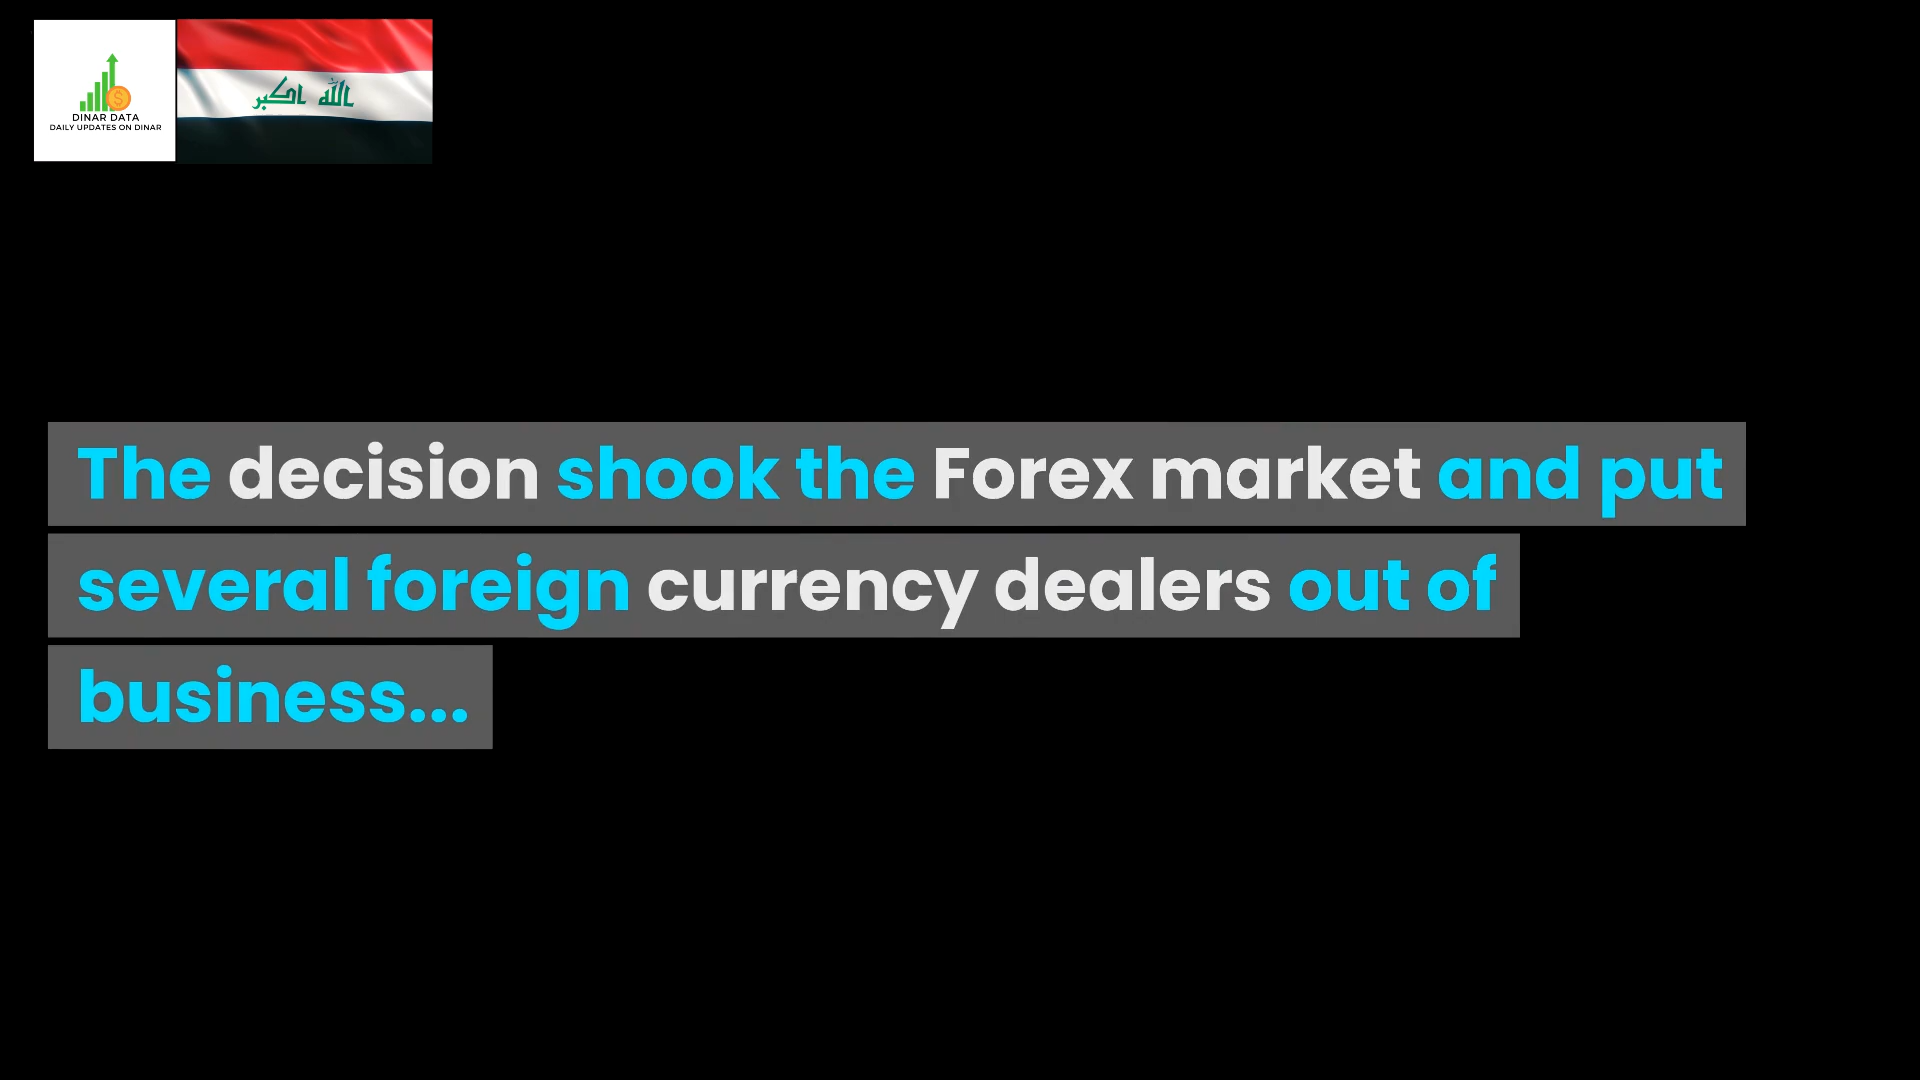 DINAR DATA
DAILY UPDATES ON DINAR
الله اكبر
The decision shook the Forex market and put
several foreign currency dealers out of
business...